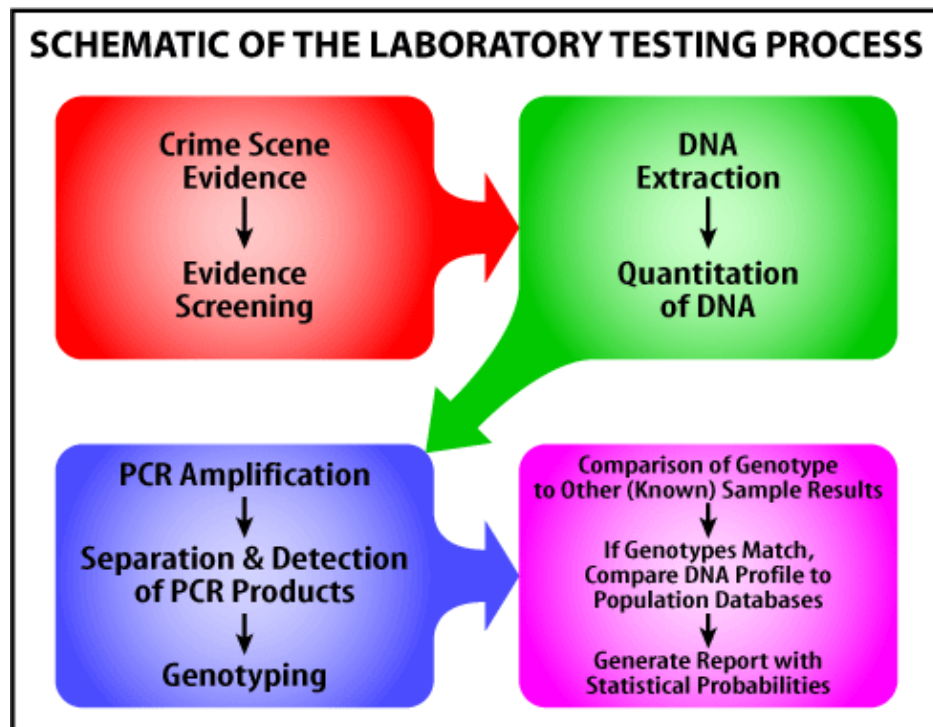 SCHEMATIC OF THE LABORATORY TESTING PROCESS
Crime Scene
Evidence
Evidence
Screening
DNA
Extraction
Quantitation
of DNA
PCR Amplification
Separation & Detection
of PCR Products
Genotyping
Comparison of Genotype
to Other (Known) Sample Results
If Genotypes Match,
Compare DNA Profile to
Population Databases
Generate Report with
Statistical Probabilities